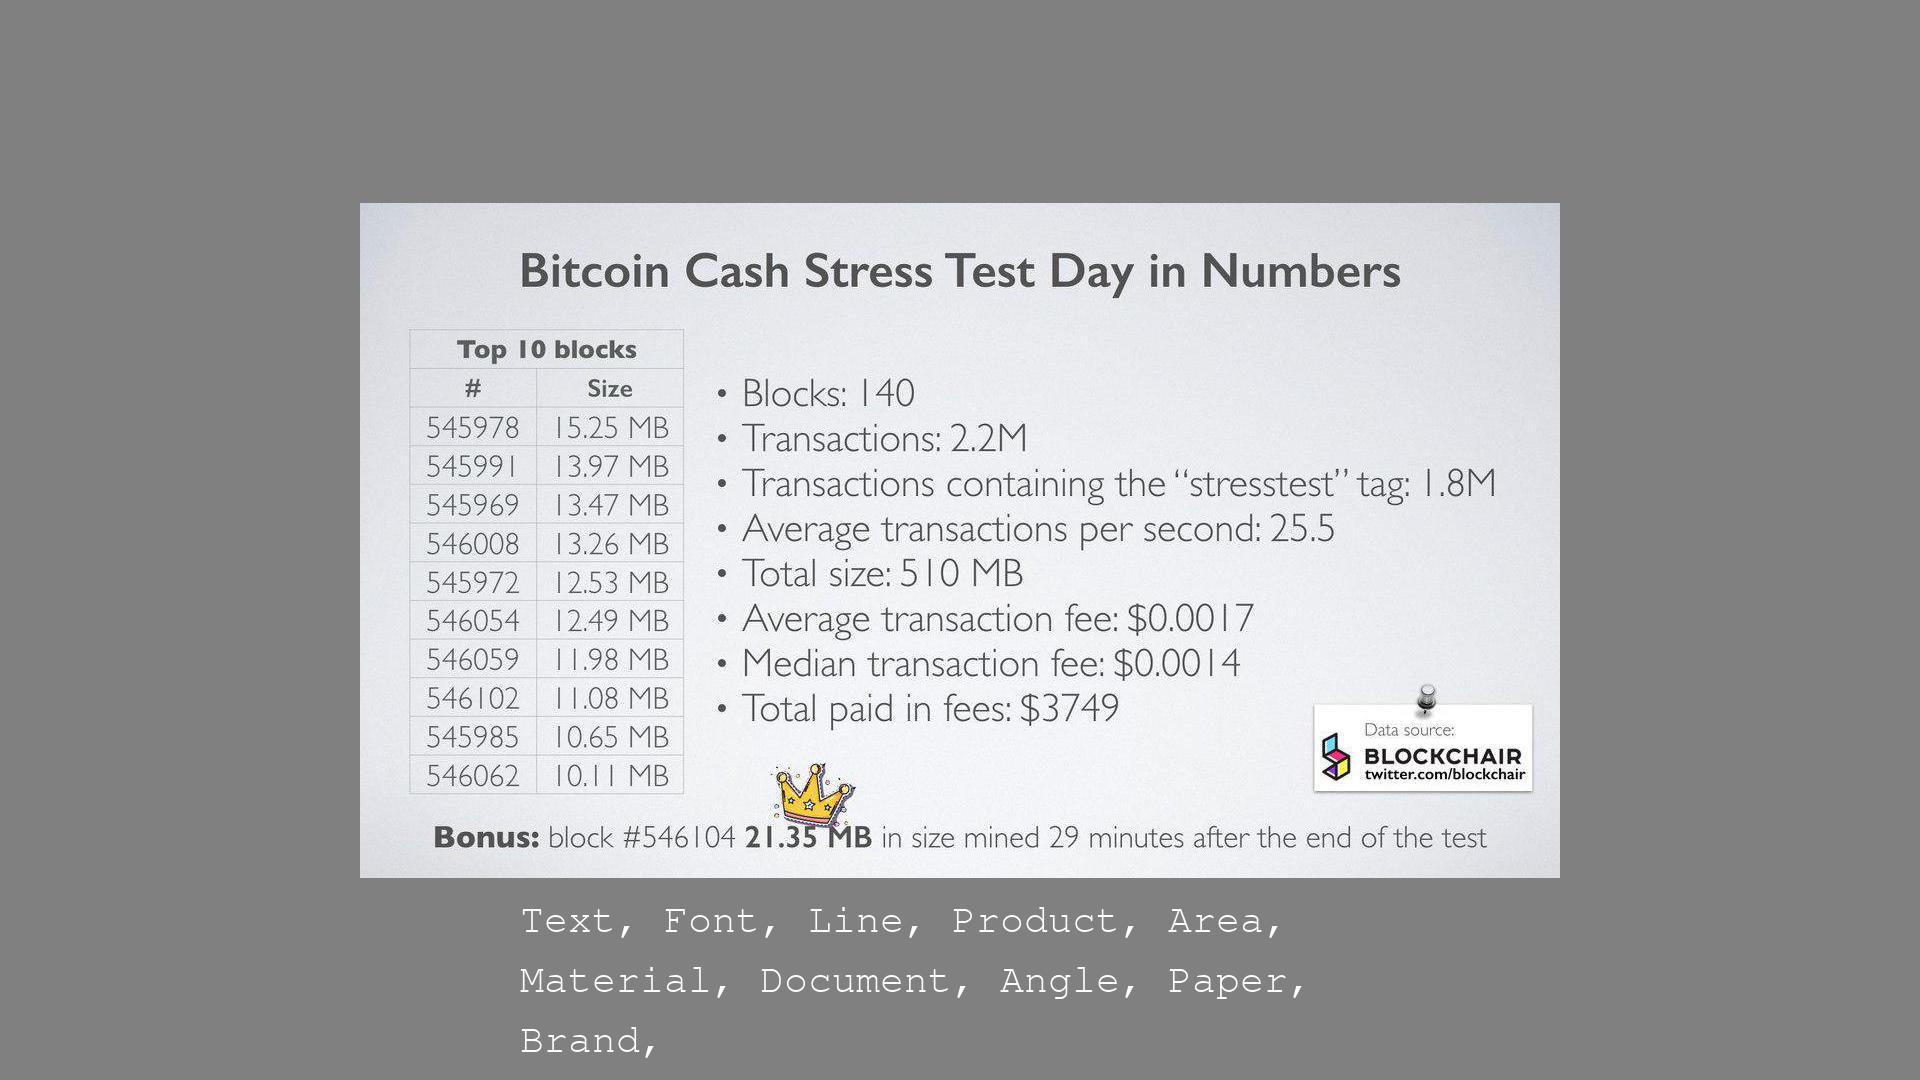 Bitcoin Cash Stress Test Day in Numbers
Top 10 blocks
# Size
545978 15.25 MB
545991 13.97 MB
545969 13.47 MB
546008 13.26 MB
545972 12.53 MB
546054 12.49 MB
546059 11.98 MB
546102 11.08 MB
545985 10.65 MB
546062 10.11 MB
• Blocks: 140
• Transactions: 2.2M
• Transactions containing the “stresstest” tag: 1.8M
• Average transactions per second: 25.5
• Total size: 510 MB
• Average transaction fee: $0.0017
• Median transaction fee: $0.0014
• Total paid in fees: $3749
Data source:
BLOCKCHAIR
twitter.com/blockchair
Bonus: block #546104 21.35 MB in size mined 29 minutes after the end of the test
Text, Font, Line, Product, Area,
Material, Document, Angle, Paper,
Brand,